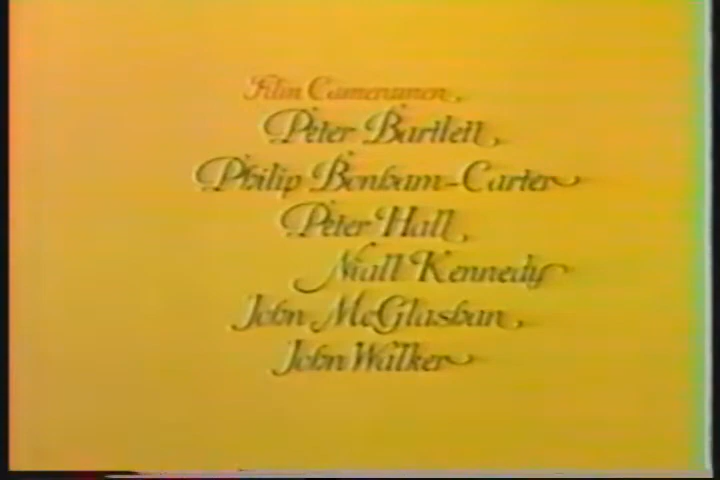 Film Cameramen,
Peter Bartlett,
Philip Bonham-Carter
Peter Hall,
Niall Kennedy
John McGlashan,
John Walker